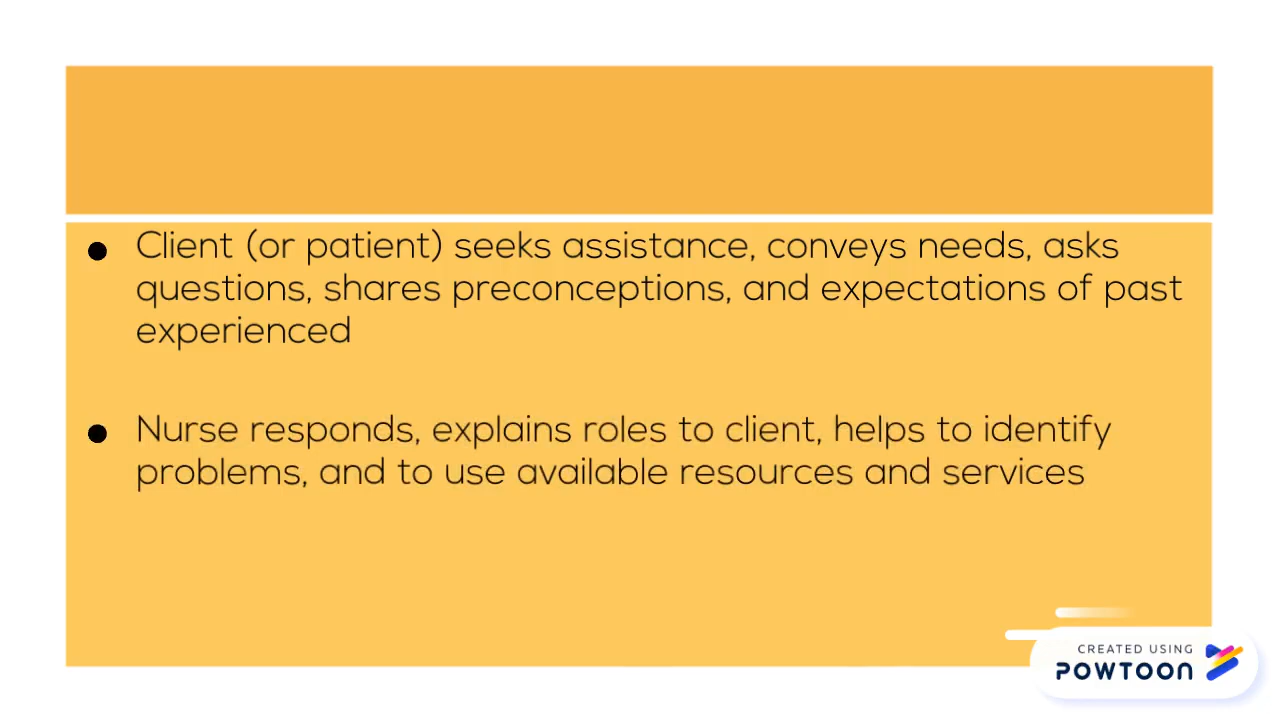 ● Client (or patient) seeks assistance, conveys needs, asks
questions, shares preconceptions, and expectations of past
experienced
● Nurse responds, explains roles to client, helps to identify
problems, and to use available resources and services
CREATED USING
POWTOON